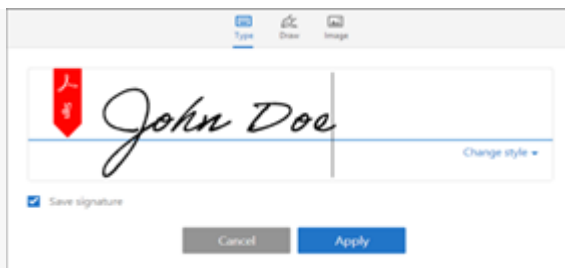 Type Draw Image
John Doe
Change style
Save signature
Cancel Apply